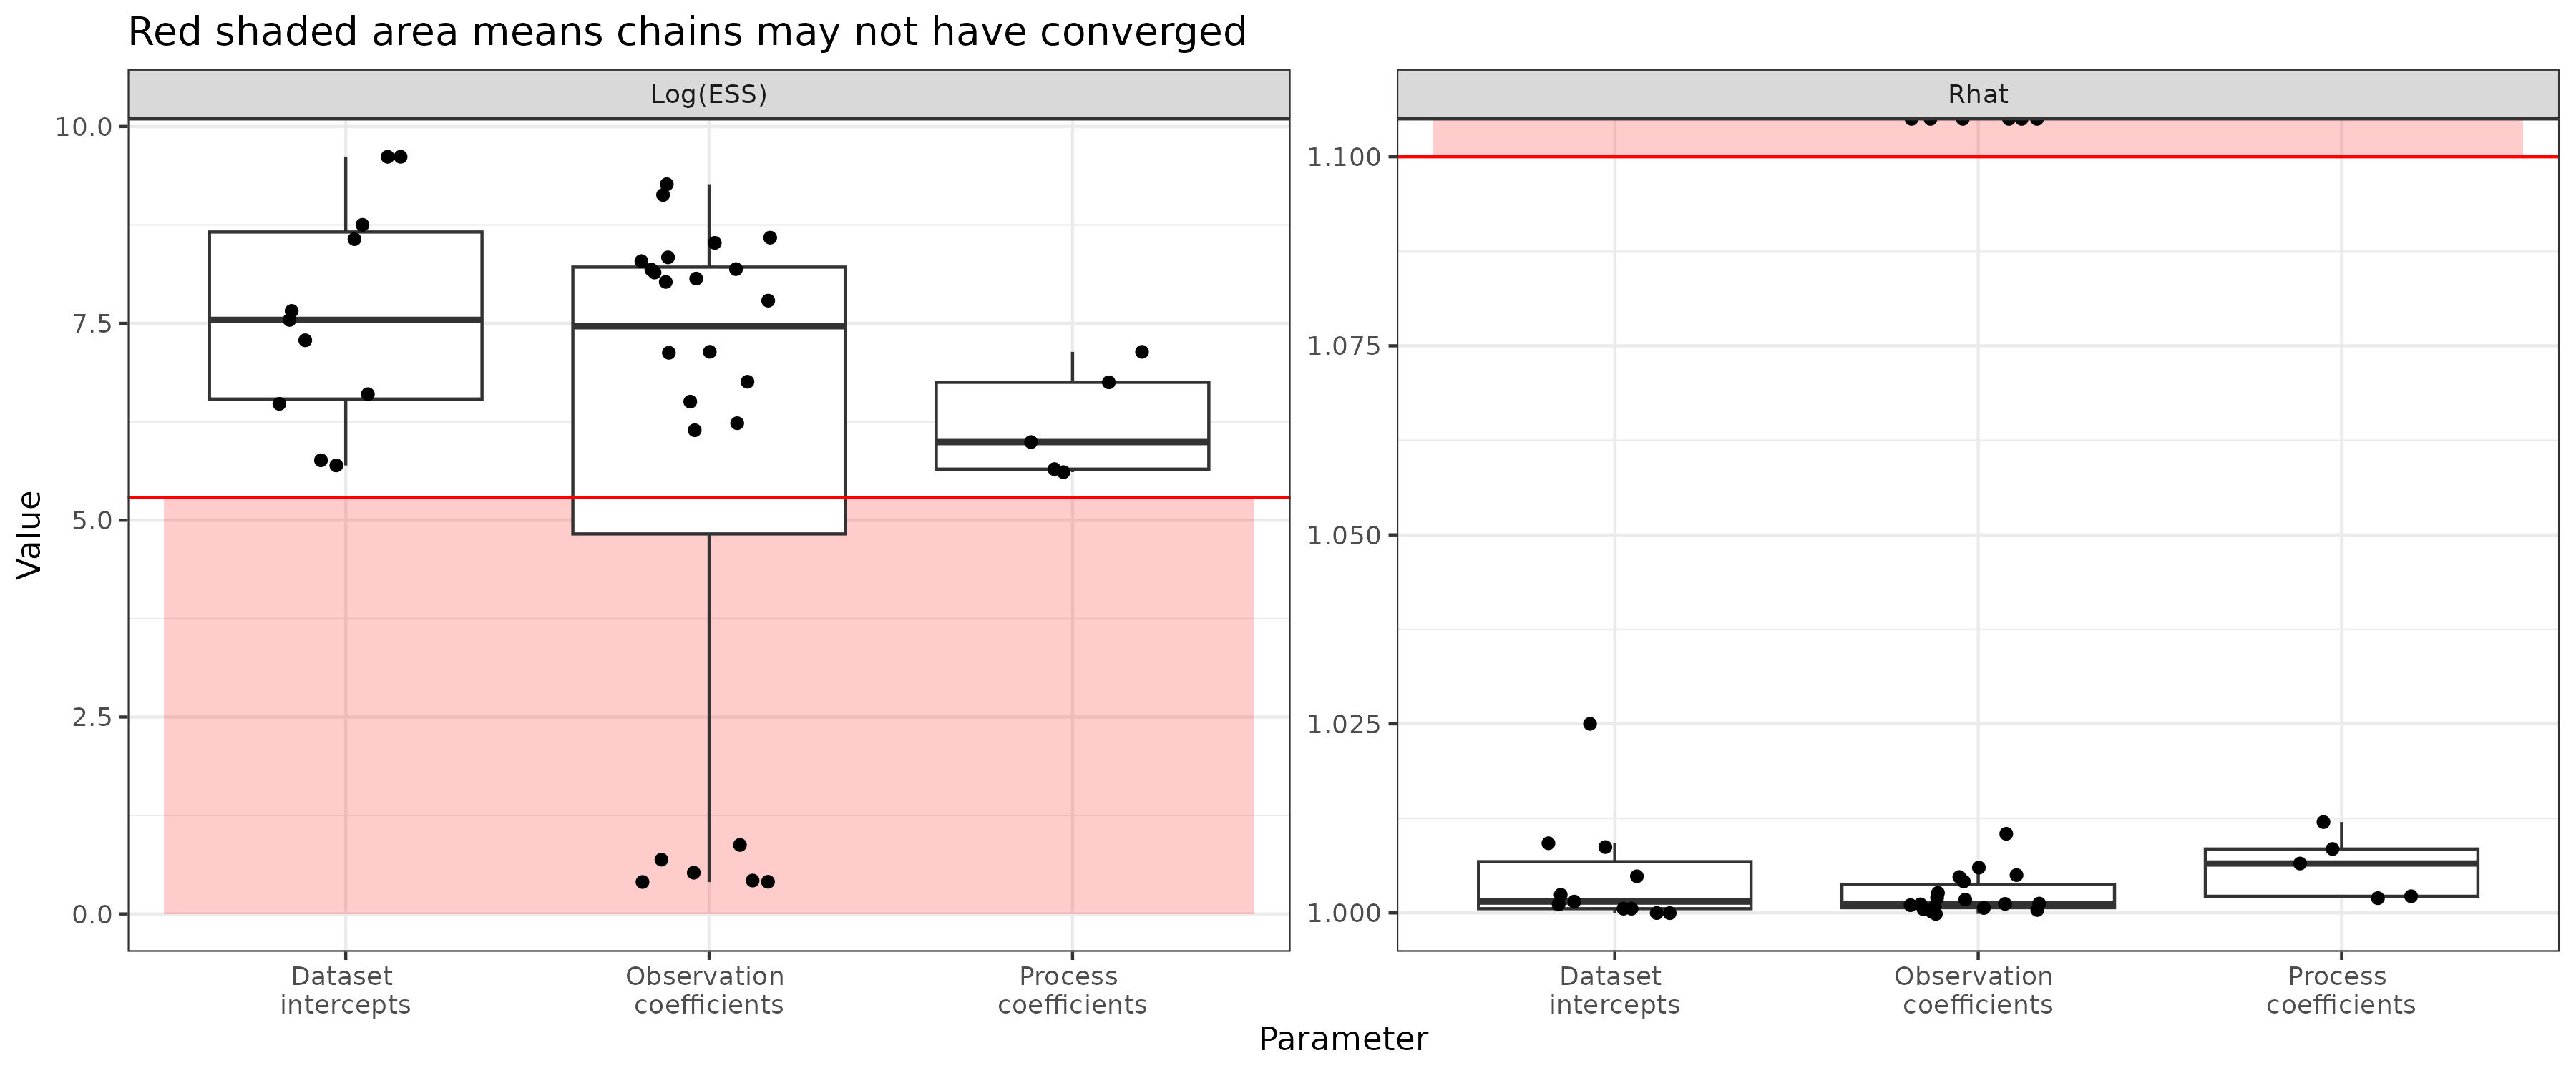 Red shaded area means chains may not have converged
Log(ESS)
Rhat
Value
10.0
7.5
5.0
2.5
0.0
1.100
1.075
1.050
1.025
1.000
Dataset
intercepts
Observation
coefficients
Process
coefficients
Dataset
intercepts
Observation
coefficients
Process
coefficients
Parameter